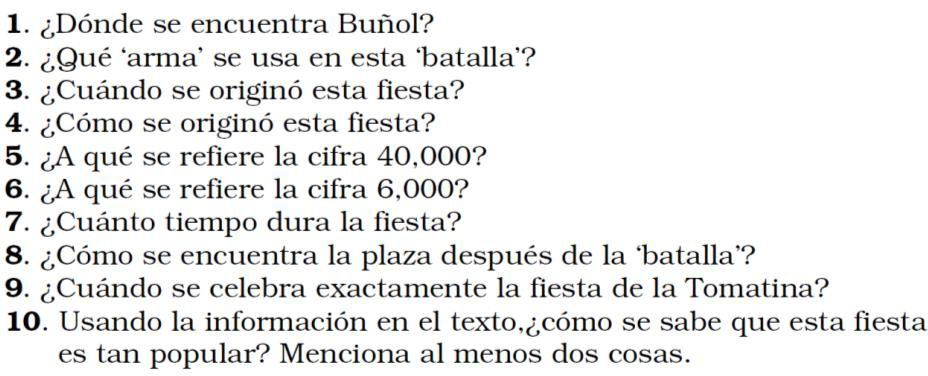 1. ¿Dónde se encuentra Buñol?
2. ¿Qué ‘arma’ se usa en esta ‘batalla’?
3. ¿Cuándo se originó esta fiesta?
4. ¿Cómo se originó esta fiesta?
5. ¿A qué se refiere la cifra 40,000?
6. ¿A qué se refiere la cifra 6,000?
7. ¿Cuánto tiempo dura la fiesta?
8. ¿Cómo se encuentra la plaza después de la ‘batalla’?
9. ¿Cuándo se celebra exactamente la fiesta de la Tomatina?
10. Usando la información en el texto,¿cómo se sabe que esta fiesta
es tan popular? Menciona al menos dos cosas.